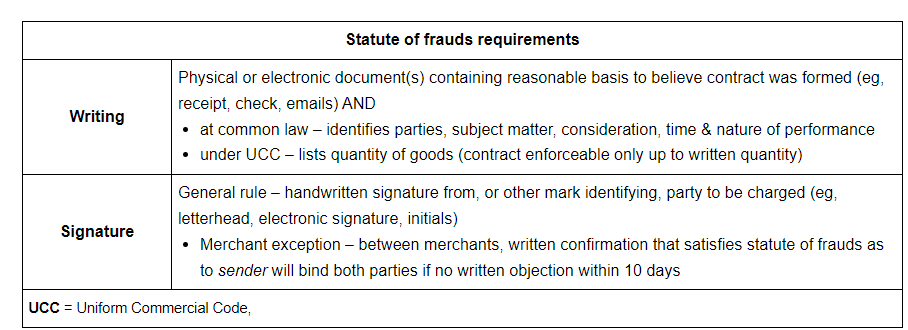 Statute of frauds requirements
Writing
Physical or electronic document(s) containing reasonable basis to believe contract was formed (eg,
receipt, check, emails) AND
• at common law – identifies parties, subject matter, consideration, time & nature of performance
• under UCC – lists quantity of goods (contract enforceable only up to written quantity)
Signature
General rule – handwritten signature from, or other mark identifying, party to be charged (eg,
letterhead, electronic signature, initials)
• Merchant exception – between merchants, written confirmation that satisfies statute of frauds as
to sender will bind both parties if no written objection within 10 days
UCC = Uniform Commercial Code,